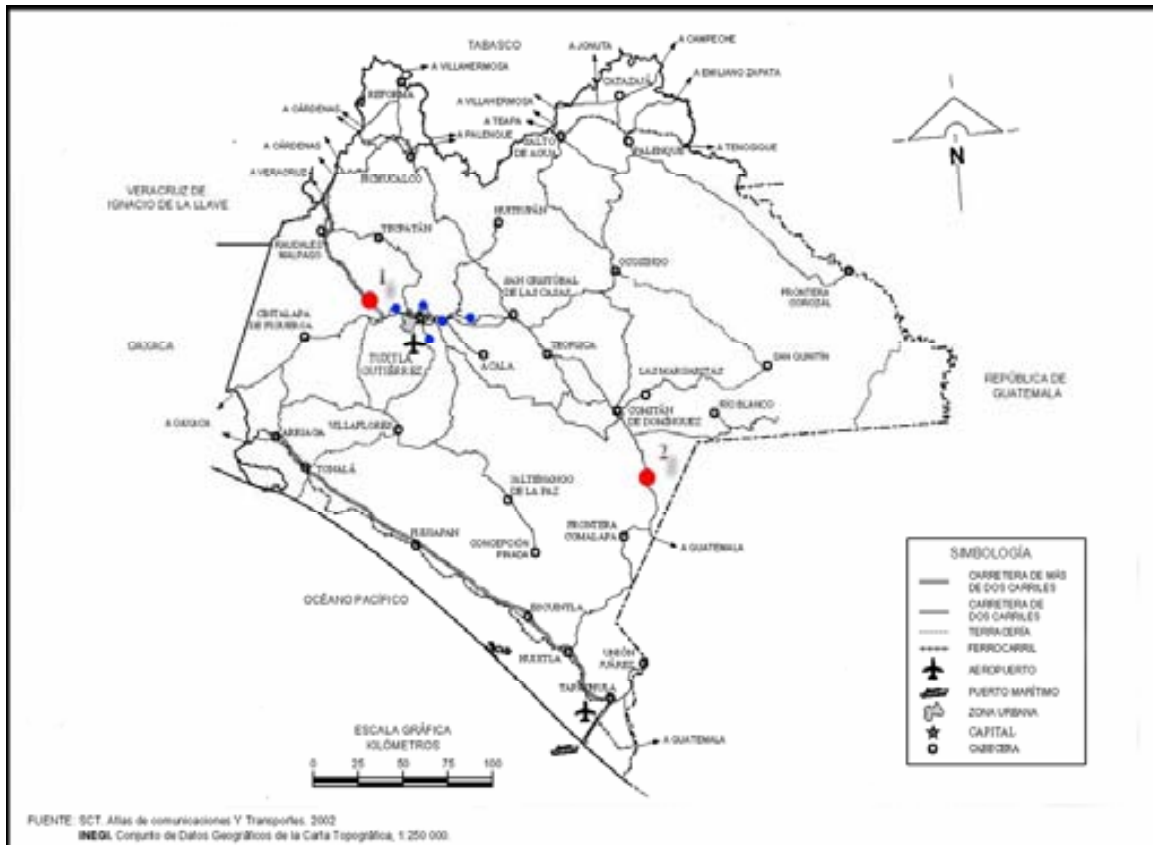 TABASCO
A VILLAHERMOSA
REFORMA
A CÁRDENAS
A CÁRDENAS
A VERACRUZ
A PALENQUE
PICHUCALCO
A JONUTA
A CAMPECHE
CATAZAJÁ
A EMILIANO ZAPATA
A VILLAHERMOSA
A TEAPA
SALTO
DE AGUA
PALENQUE
A TENOSIQUE
N
VERACRUZ DE
IGNACIO DE LA LLAVE
RAUDALES
MALPASO
TECPATÁN
HUITIUPÁN
OCOSINGO
FRONTERA
COROZAL
1
SAN CRISTÓBAL
DE LAS CASAS
CINTALAPA
DE FIGUEROA
OAXACA
TUXTLA
GUTIÉRREZ
ACALA
TEOPISCA
LAS MARGARITAS
SAN QUINTÍN
REPÚBLICA DE
GUATEMALA
COMITÁN
DE DOMÍNGUEZ
RÍO BLANCO
A OAXACA
ARRIAGA
VILLAFLORES
TONALÁ
2
JALTENANGO
DE LA PAZ
FRONTERA
COMALAPA
A GUATEMALA
PIJIJIAPAN
CONCEPCIÓN
PINADA
OCÉANO PACÍFICO
ESCUINTLA
HUIXTLA
UNIÓN
JUÁREZ
TAPACHULA
A GUATEMALA
ESCALA GRÁFICA
KILÓMETROS
0 25 50 75 100
SIMBOLOGÍA
CARRETERA DE MÁS
DE DOS CARRILES
CARRETERA DE
DOS CARRILES
TERRACERÍA
FERROCARRIL
AEROPUERTO
PUERTO MARÍTIMO
ZONA URBANA
CAPITAL
CABECERA
FUENTE: SCT. Atlas de comunicaciones Y Transportes. 2002
INEGI. Conjunto de Datos Geográficos de la Carta Topográfica, 1:250 000.